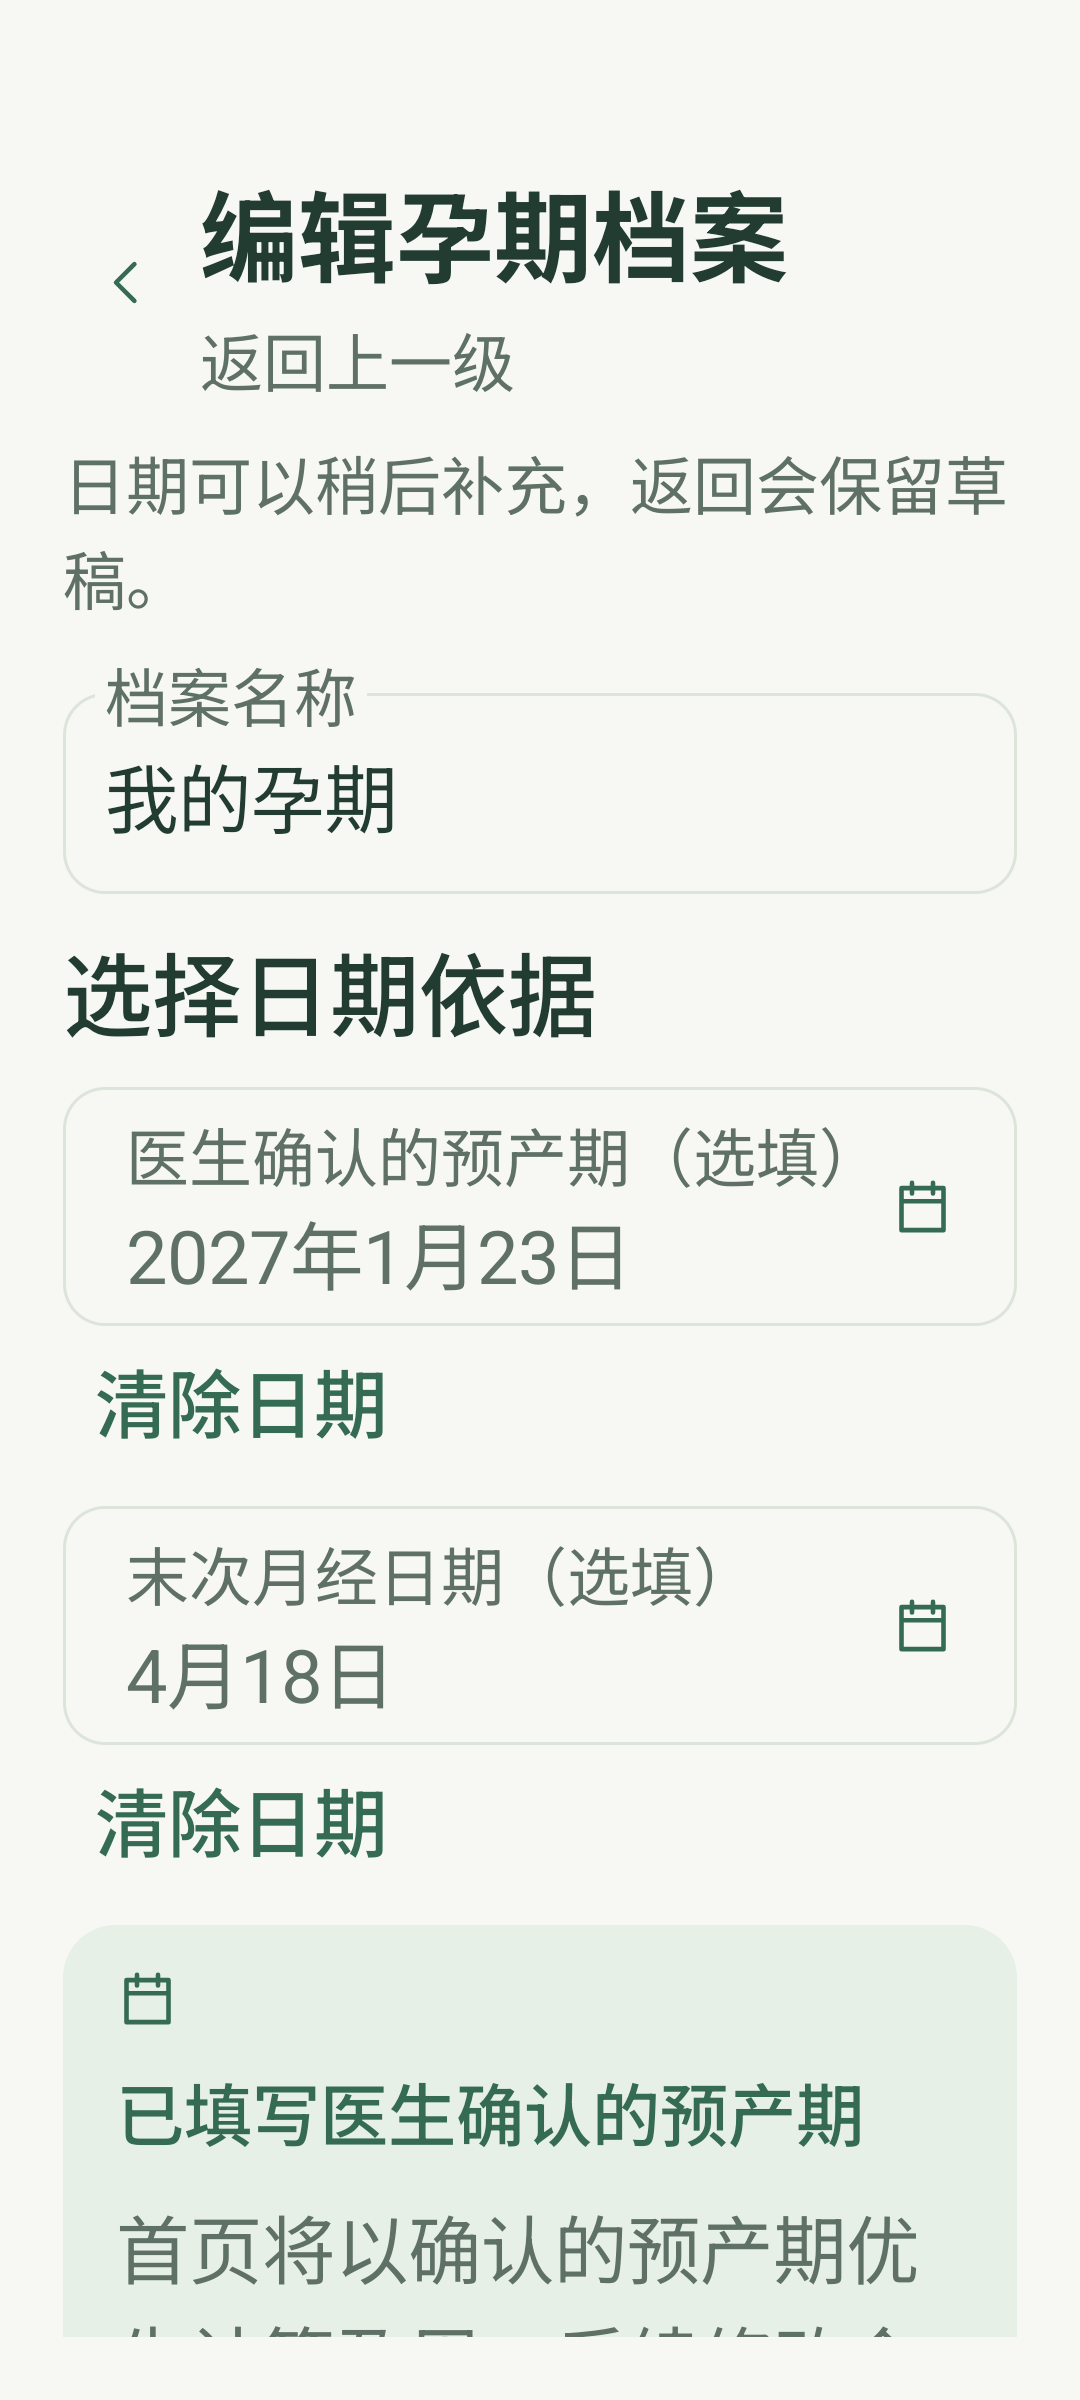 编辑孕期档案
返回上一级
日期可以稍后补充，返回会保留草
稿。
档案名称
我的孕期
选择日期依据
医生确认的预产期（选填）
2027年1月23日
清除日期
末次月经日期（选填）
4月18日
清除日期
已填写医生确认的预产期
首页将以确认的预产期优